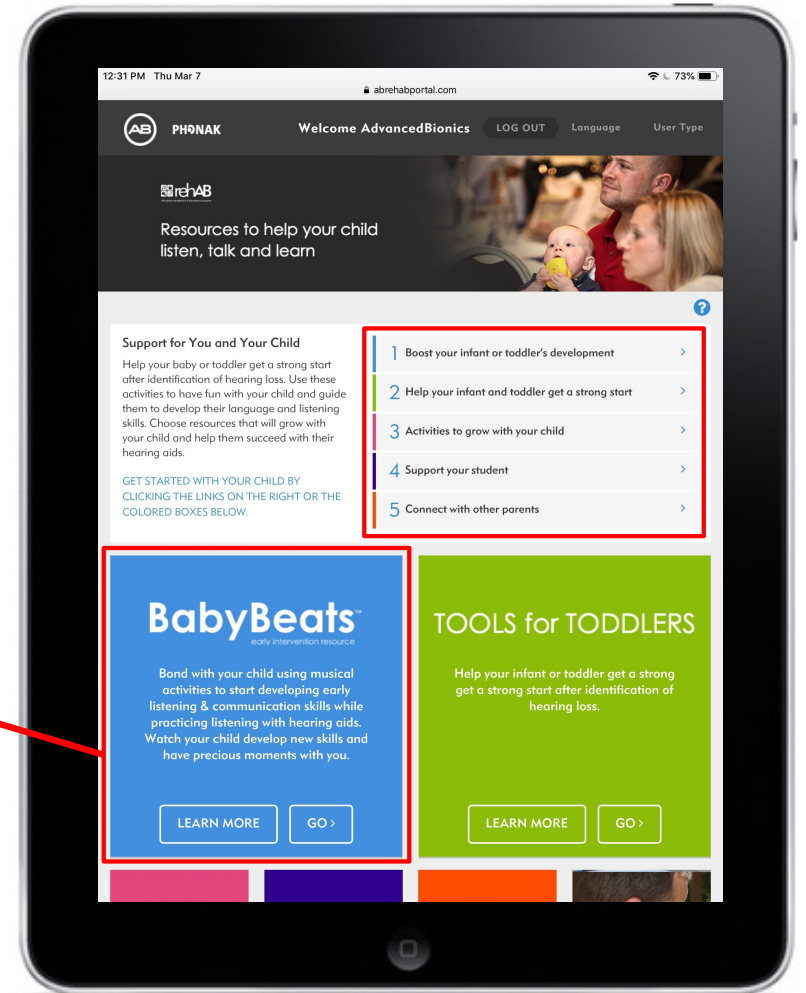 12:31 PM Thu Mar 7
73%
abrehabportal.com
AB PHONAK
Welcome AdvancedBionics
LOG OUT
Language
User Type
rehAB
Resources to help your child
listen, talk and learn
?
Support for You and Your Child
Help your baby or toddler get a strong start
after identification of hearing loss. Use these
activities to have fun with your child and guide
them to develop their language and listening
skills. Choose resources that will grow with
your child and help them succeed with their
hearing aids.
GET STARTED WITH YOUR CHILD BY
CLICKING THE LINKS ON THE RIGHT OR THE
COLORED BOXES BELOW.
1 Boost your infant or toddler's development >
2 Help your infant and toddler get a strong start >
3 Activities to grow with your child >
4 Support your student >
5 Connect with other parents >
BabyBeats™
early intervention resource
Bond with your child using musical
activities to start developing early
listening & communication skills while
practicing listening with hearing aids.
Watch your child develop new skills and
have precious moments with you.
LEARN MORE
GO >
TOOLS for TODDLERS
Help your infant or toddler get a strong
get a strong start after identification of
hearing loss.
LEARN MORE
GO >